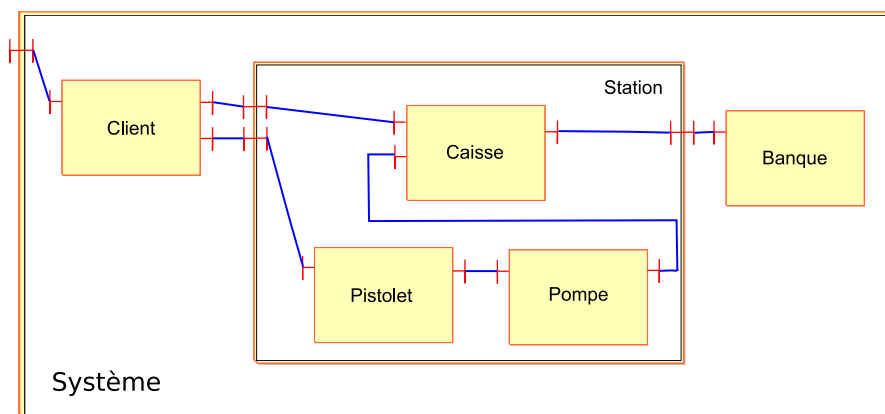 Station
Client
Caisse
Banque
Pistolet
Pompe
Système